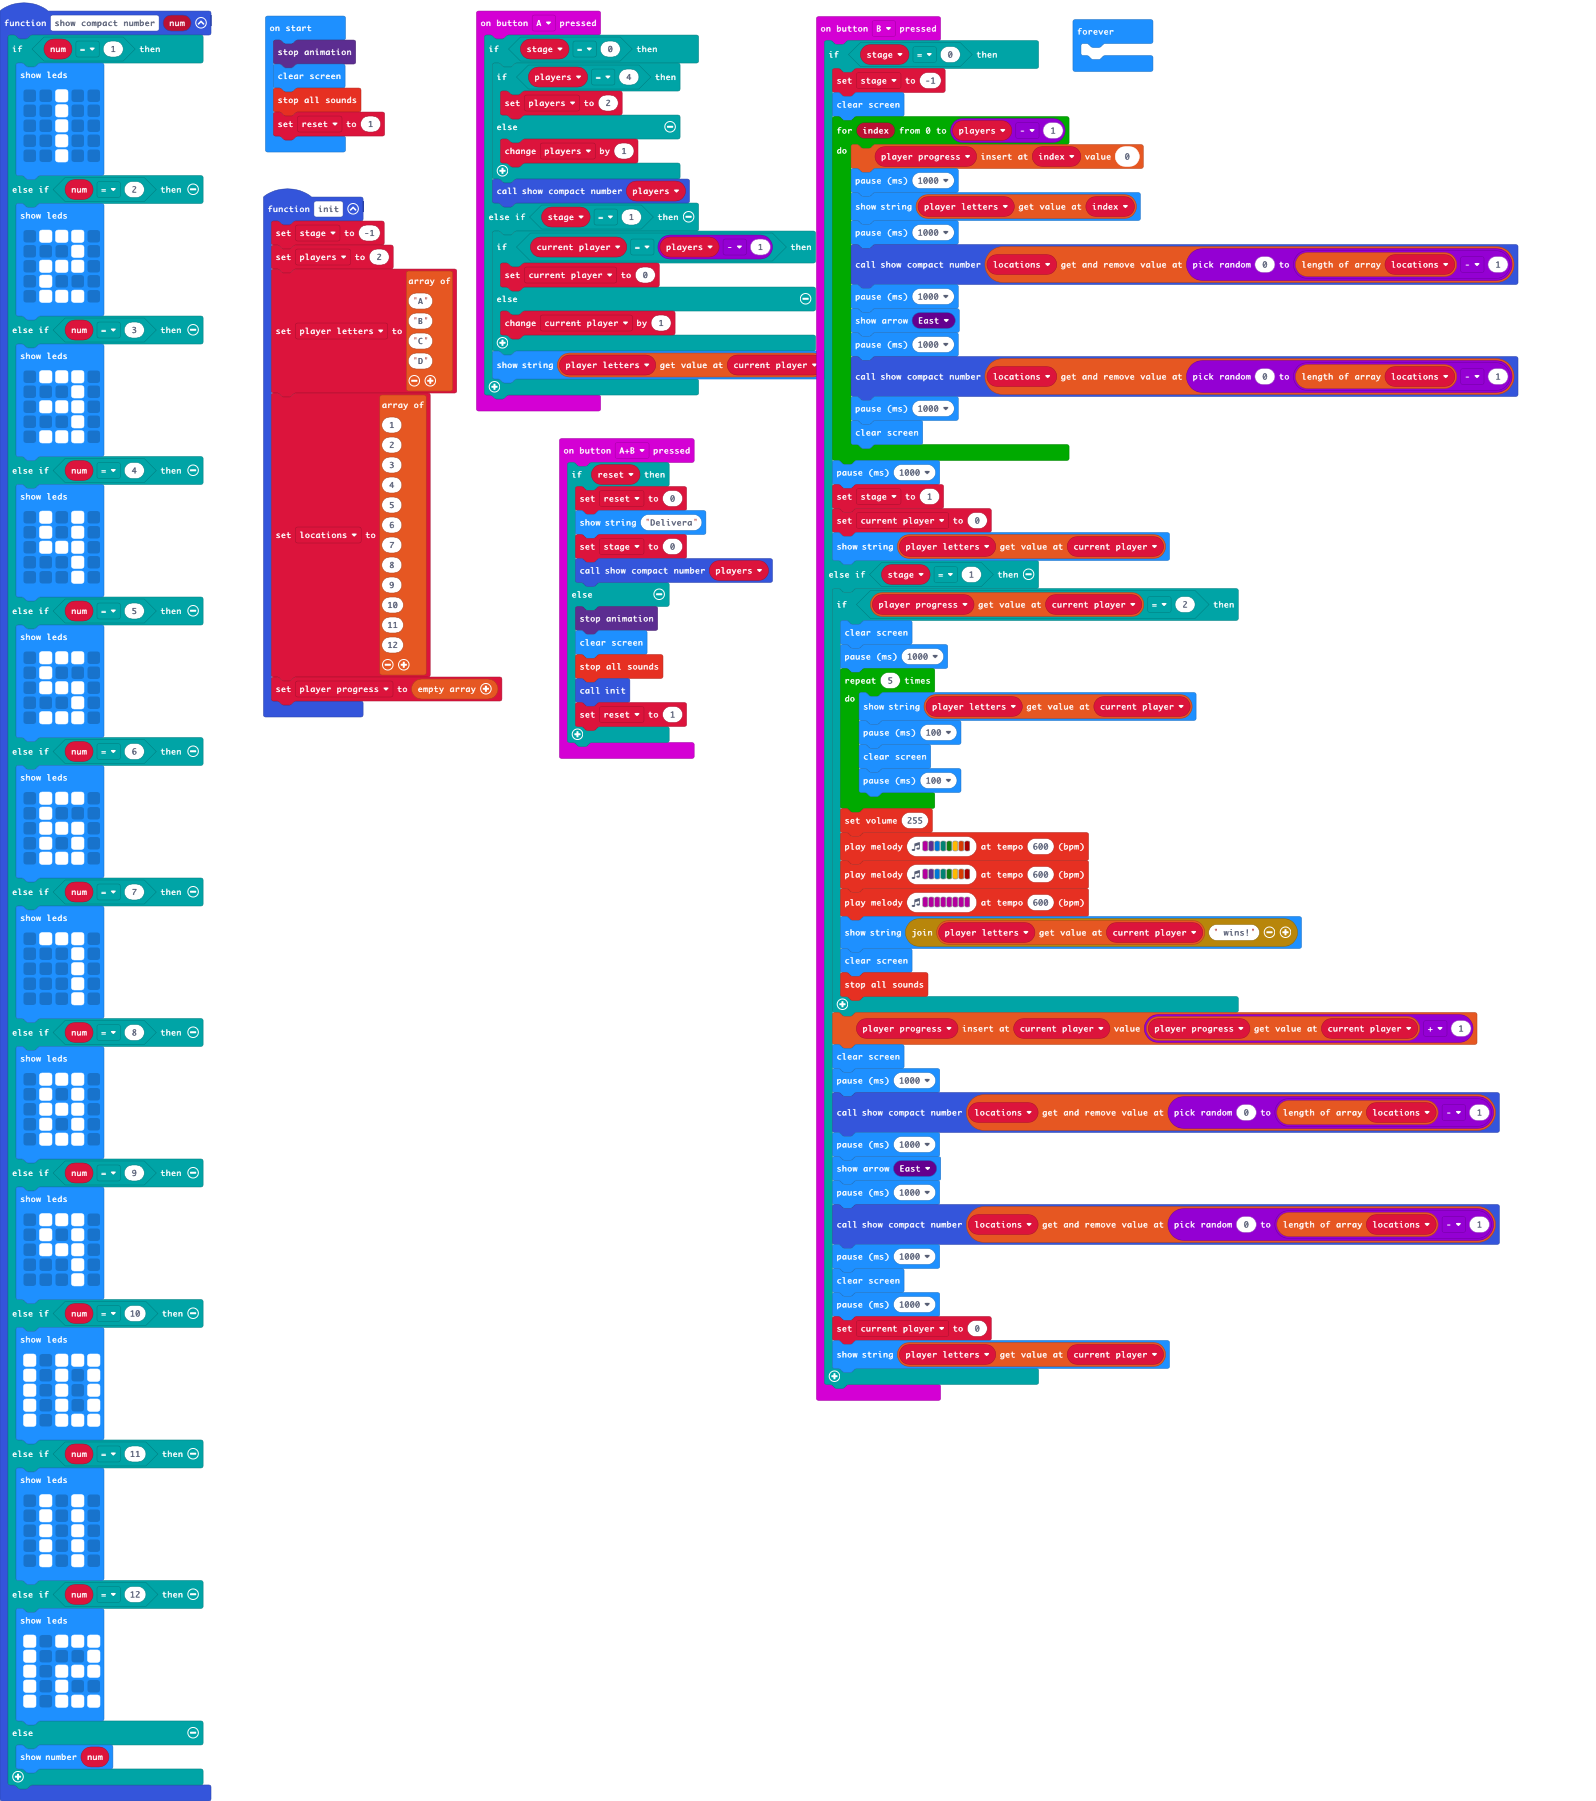 function show compact number num
if num = 1 then
show leds
else if num = 2 then
show leds
else if num = 3 then
show leds
else if num = 4 then
show leds
else if num = 5 then
show leds
else if num = 6 then
show leds
else if num = 7 then
show leds
else if num = 8 then
show leds
else if num = 9 then
show leds
else if num = 10 then
show leds
else if num = 11 then
show leds
else if num = 12 then
show leds
else
show number num
on start
stop animation
clear screen
stop all sounds
set reset to 1
function init
set stage to -1
set players to 2
set player letters to array of
"A"
"B"
"C"
"D"
set locations to array of
1
2
3
4
5
6
7
8
9
10
11
12
set player progress to empty array
on button A pressed
if stage = 0 then
if players = 4 then
set players to 2
else
change players by 1
call show compact number players
else if stage = 1 then
if current player = players - 1 then
set current player to 0
else
change current player by 1
show string player letters get value at current player
on button A+B pressed
if reset then
set reset to 0
show string "Delivera"
set stage to 0
call show compact number players
else
stop animation
clear screen
stop all sounds
call init
set reset to 1
on button B pressed
if stage = 0 then
set stage to -1
clear screen
for index from 0 to players - 1
do player progress insert at index value 0
pause (ms) 1000
show string player letters get value at index
pause (ms) 1000
call show compact number locations get and remove value at pick random 0 to length of array locations - 1
pause (ms) 1000
show arrow East
pause (ms) 1000
call show compact number locations get and remove value at pick random 0 to length of array locations - 1
pause (ms) 1000
clear screen
pause (ms) 1000
set stage to 1
set current player to 0
show string player letters get value at current player
else if stage = 1 then
if player progress get value at current player = 2 then
clear screen
pause (ms) 1000
repeat 5 times
do show string player letters get value at current player
pause (ms) 100
clear screen
pause (ms) 100
set volume 255
play melody at tempo 600 (bpm)
play melody at tempo 600 (bpm)
play melody at tempo 600 (bpm)
show string join player letters get value at current player " wins!"
clear screen
stop all sounds
player progress insert at current player value player progress get value at current player + 1
clear screen
pause (ms) 1000
call show compact number locations get and remove value at pick random 0 to length of array locations - 1
pause (ms) 1000
show arrow East
pause (ms) 1000
call show compact number locations get and remove value at pick random 0 to length of array locations - 1
pause (ms) 1000
clear screen
pause (ms) 1000
set current player to 0
show string player letters get value at current player
forever